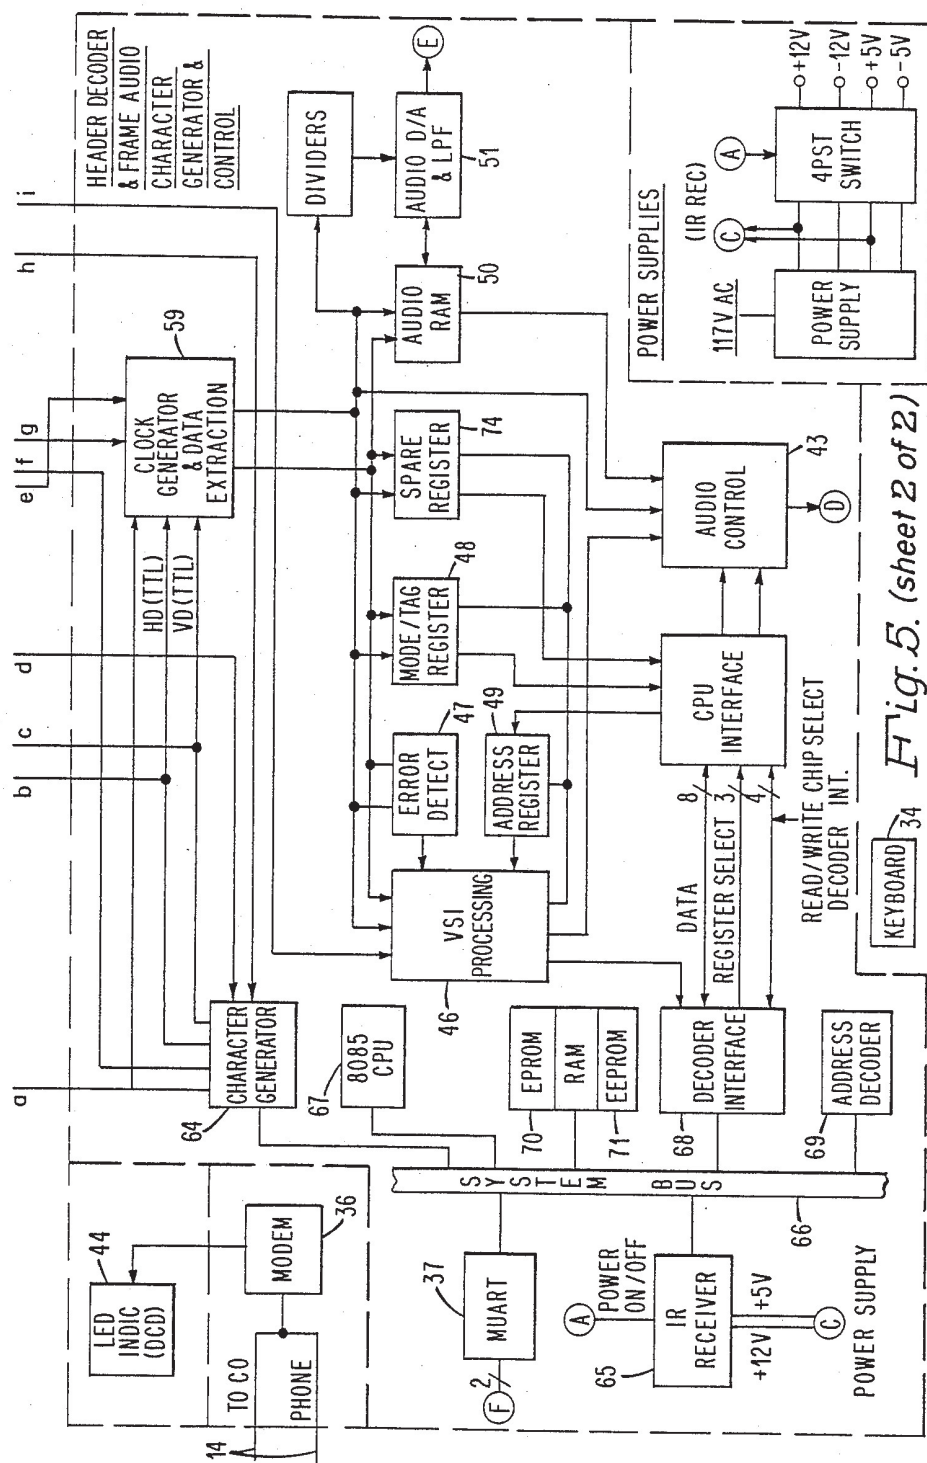 HEADER DECODER
& FRAME AUDIO
CHARACTER
GENERATOR &
CONTROL
a
b
c
d
e
f
g
h
i
HD(TTL)
VD(TTL)
CLOCK
GENERATOR
& DATA
EXTRACTION
59
LED
INDIC
(DCD)
44
MODEM
36
TO CO
PHONE
14
CHARACTER
GENERATOR
64
8085
CPU
67
DIVIDERS
AUDIO D/A
& LPF
51
E
AUDIO
RAM
50
SPARE
REGISTER
74
MODE/TAG
REGISTER
48
ERROR
DETECT
47
ADDRESS
REGISTER
49
VSI
PROCESSING
46
MUART
37
2
F
SYSTEM BUS
66
EPROM
RAM
EEPROM
70
71
A
POWER
ON/OFF
IR
RECEIVER
65
+12V
+5V
C
POWER SUPPLY
DECODER
INTERFACE
68
ADDRESS
DECODER
69
DATA
8
REGISTER SELECT
3
4
READ/WRITE CHIP SELECT
DECODER INT.
CPU
INTERFACE
AUDIO
CONTROL
43
D
KEYBOARD
34
POWER SUPPLIES
117V AC
(IR REC)
C
A
POWER
SUPPLY
4PST
SWITCH
+12V
-12V
+5V
-5V
Fig. 5. (sheet 2 of 2)